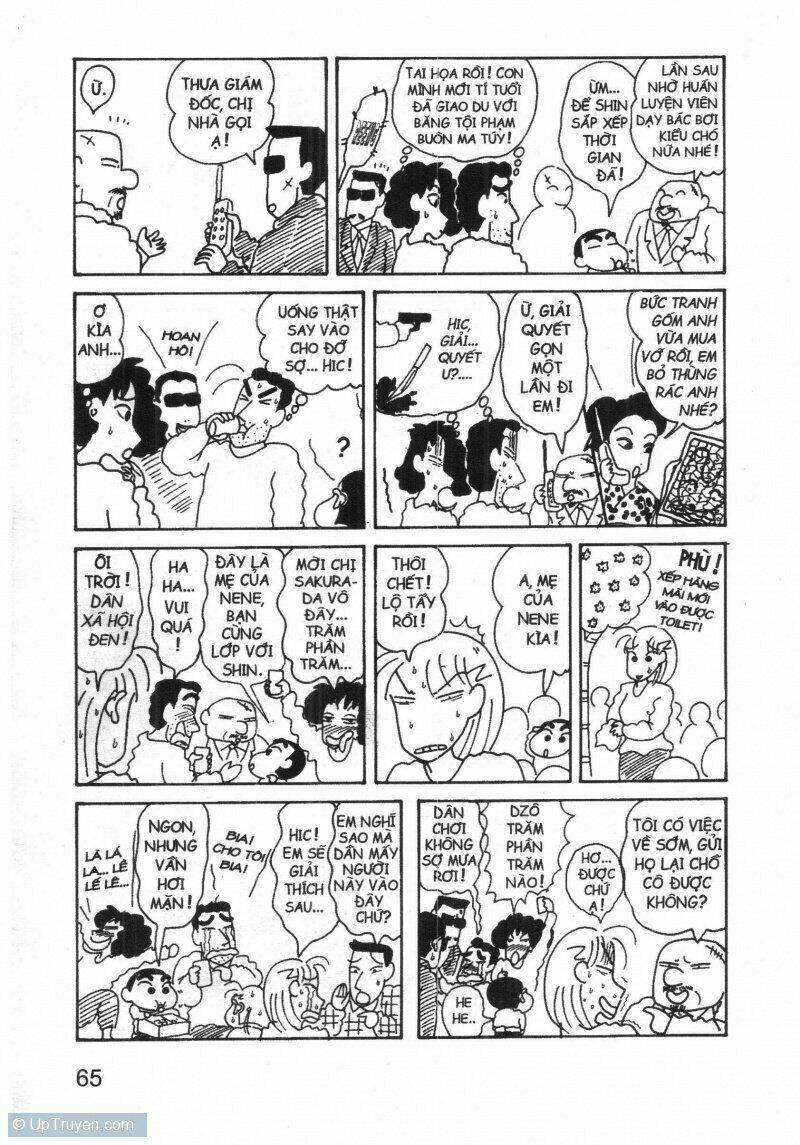 LẦN SAU
NHỜ HUẤN
LUYỆN VIÊN
DẠY BÁC BƠI
KIỂU CHÓ
NỮA NHÉ!
ỪM...
ĐỂ SHIN
SẮP XẾP
THỜI
GIAN
ĐÃ!
TAI HỌA RỒI! CON
MÌNH MỚI TÍ TUỔI
ĐÃ GIAO DU VỚI
BĂNG TỘI PHẠM
BUÔN MA TÚY!
THƯA GIÁM
ĐỐC, CHỊ
NHÀ GỌI
Ạ!
Ữ.
BỨC TRANH
GỐM ANH
VỪA MUA
VỠ RỒI, EM
BỎ THÙNG
RÁC ANH
NHÉ?
Ữ, GIẢI
QUYẾT
GỌN
MỘT
LẦN ĐI
EM!
HIC,
GIẢI...
QUYẾT
Ư?....
UỐNG THẬT
SAY VÀO
CHO ĐỠ
SỢ... HIC!
?
HOAN
HÔ!
Ơ
KÌA
ANH...
PHÙ!
XẾP HÀNG
MÃI MỚI
VÀO ĐƯỢC
TOILET!
A, MẸ
CỦA
NENE
KÌA!
THÔI
CHẾT!
LỘ TẨY
RỒI!
MỜI CHỊ
SAKURA-
DA VÔ
ĐÂY...
TRĂM
PHẦN
TRĂM...
ĐÂY LÀ
MẸ CỦA
NENE,
BẠN
CÙNG
LỚP VỚI
SHIN.
HA
HA...
VUI
QUÁ!
ÔI
TRỜI!
DÂN
XÃ HỘI
ĐEN!
TÔI CÓ VIỆC
VỀ SỚM, GỬI
HỌ LẠI CHỖ
CÔ ĐƯỢC
KHÔNG?
HƠ...
ĐƯỢC
CHỨ
Ạ!
DZÔ
TRĂM
PHẦN
TRĂM
NÀO!
DÂN
CHƠI
KHÔNG
SỢ MƯA
RƠI!
HE
HE..
EM NGHĨ
SAO MÀ
DẪN MẤY
NGƯỜI
NÀY VÀO
ĐÂY CHỨ?
HIC!
EM SẼ
GIẢI
THÍCH
SAU...
BIA!
CHO TÔI
BIA!
NGON,
NHƯNG
VẪN
HƠI
MẶN!
LÁ LÁ
LA... LÊ
LẾ LÊ...
65
© UpTruyen.com